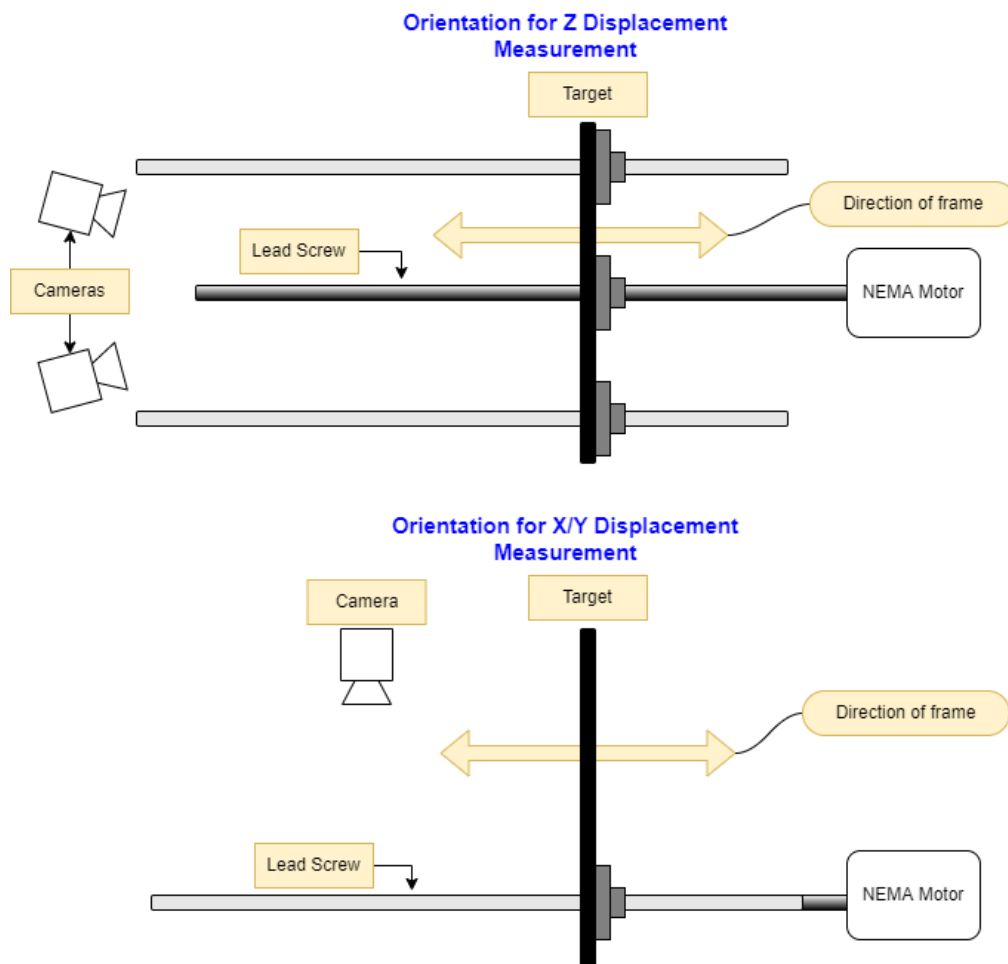 Orientation for Z Displacement
Measurement
Target
Direction of frame
Lead Screw
Cameras
NEMA Motor
Orientation for X/Y Displacement
Measurement
Camera
Target
Direction of frame
Lead Screw
NEMA Motor